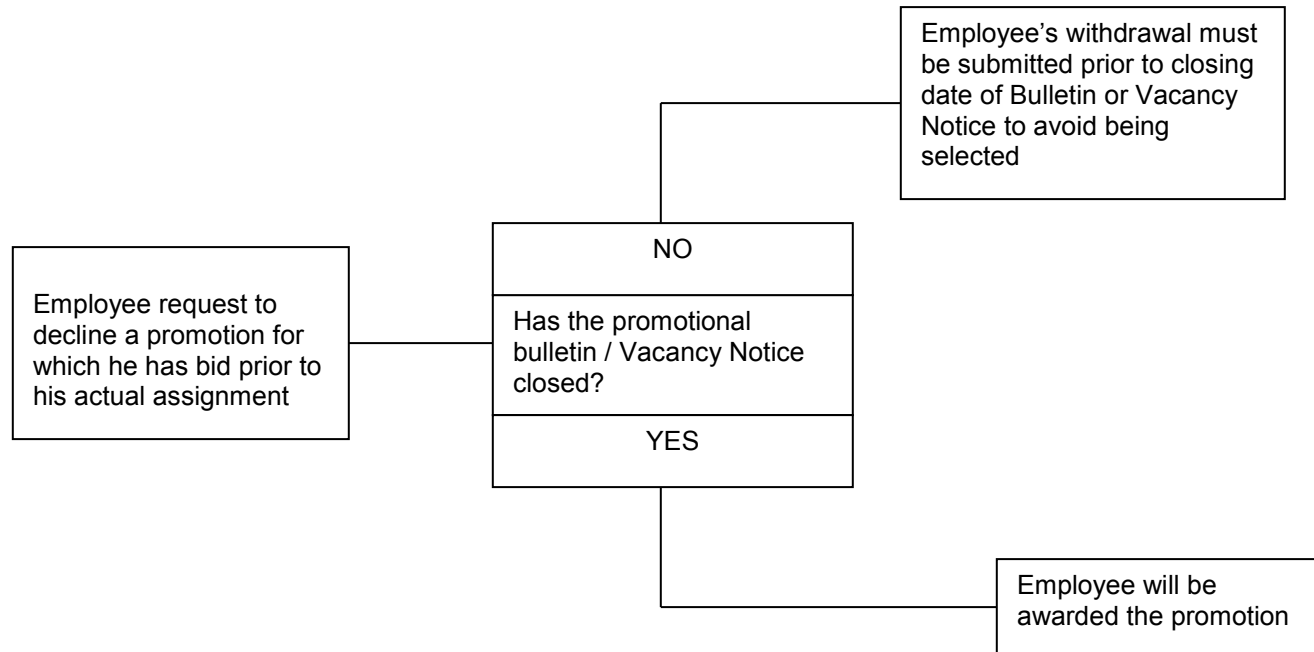 Employee’s withdrawal must
be submitted prior to closing
date of Bulletin or Vacancy
Notice to avoid being
selected
NO
Employee request to
decline a promotion for
which he has bid prior to
his actual assignment
Has the promotional
bulletin / Vacancy Notice
closed?
YES
Employee will be
awarded the promotion